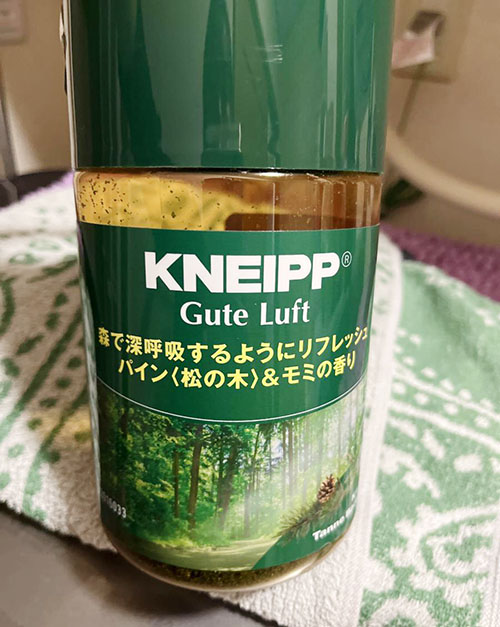 KNEIPP®
Gute Luft
森で深呼吸するようにリフレッシュ
パイン〈松の木〉&モミの香り